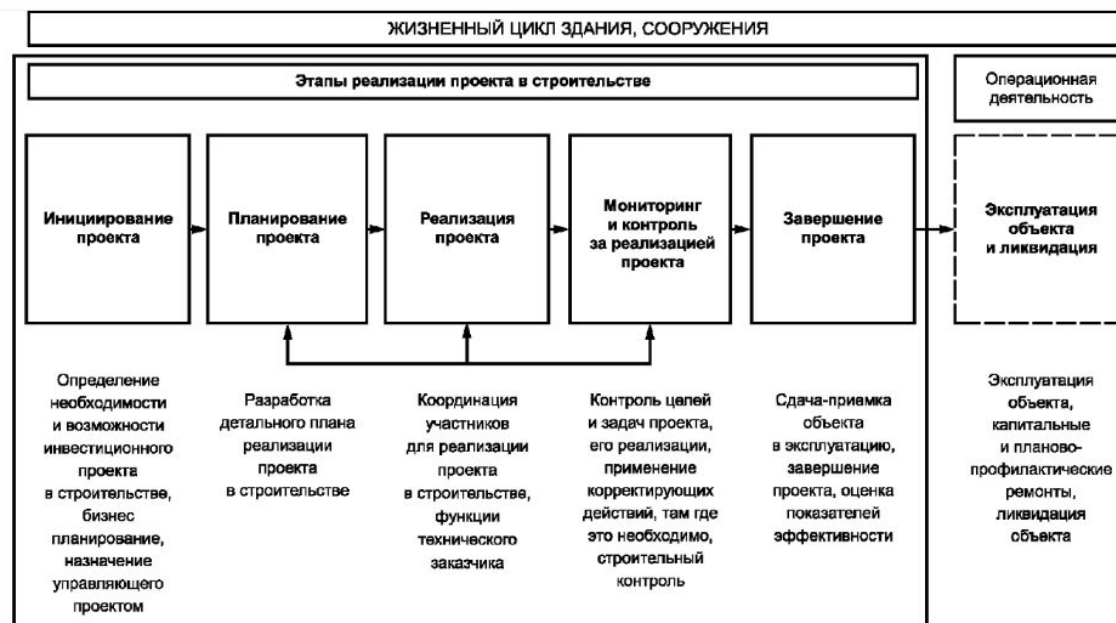 ЖИЗНЕННЫЙ ЦИКЛ ЗДАНИЯ, СООРУЖЕНИЯ
Этапы реализации проекта в строительстве
Операционная
деятельность
Инициирование
проекта
Планирование
проекта
Реализация
проекта
Мониторинг
и контроль
за реализацией
проекта
Завершение
проекта
Эксплуатация
объекта
и ликвидация
Определение
необходимости
и возможности
инвестиционного
проекта
в строительстве,
бизнес
планирование,
назначение
управляющего
проектом
Разработка
детального плана
реализации
проекта
в строительстве
Координация
участников
для реализации
проекта
в строительстве,
функции
технического
заказчика
Контроль целей
и задач проекта,
его реализации,
применение
корректирующих
действий, там где
это необходимо,
строительный
контроль
Сдача-приемка
объекта
в эксплуатацию,
завершение
проекта, оценка
показателей
эффективности
Эксплуатация
объекта,
капитальные
и планово-
профилактические
ремонты,
ликвидация
объекта